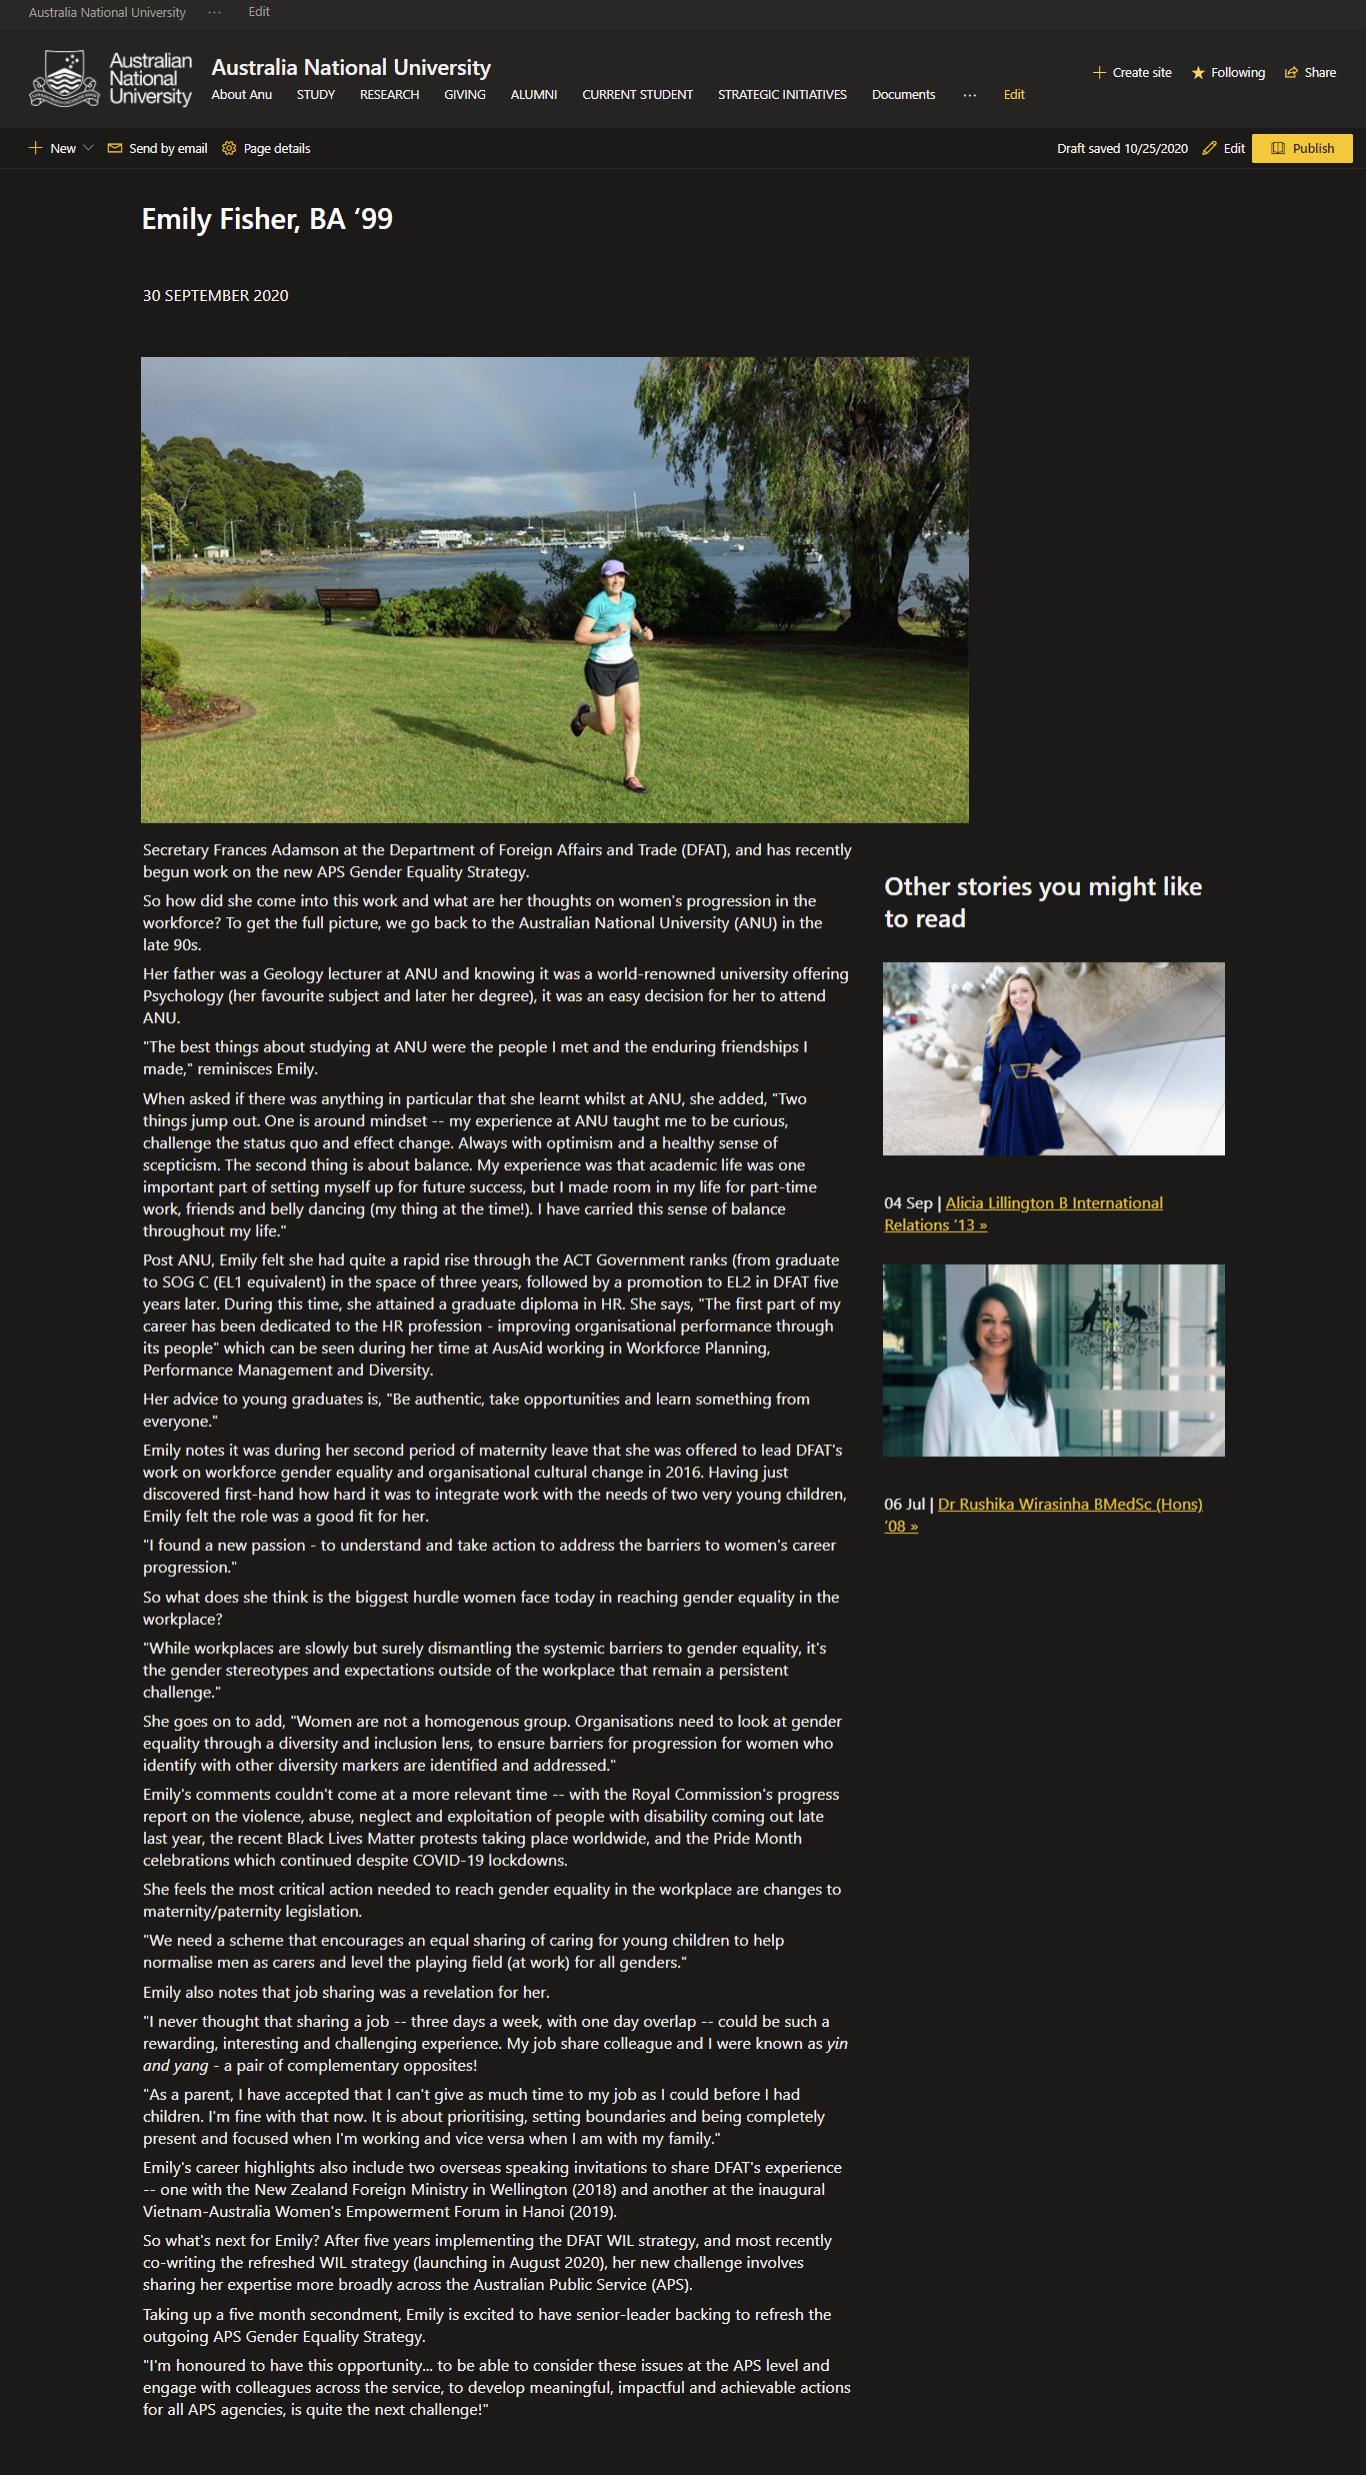 Australia National University ··· Edit
Australian
National
University
Australia National University
About Anu STUDY RESEARCH GIVING ALUMNI CURRENT STUDENT STRATEGIC INITIATIVES Documents ··· Edit
Create site Following Share
New Send by email Page details Draft saved 10/25/2020 Edit Publish
Emily Fisher, BA ‘99
30 SEPTEMBER 2020
Secretary Frances Adamson at the Department of Foreign Affairs and Trade (DFAT), and has recently
begun work on the new APS Gender Equality Strategy.
So how did she come into this work and what are her thoughts on women's progression in the
workforce? To get the full picture, we go back to the Australian National University (ANU) in the
late 90s.
Her father was a Geology lecturer at ANU and knowing it was a world-renowned university offering
Psychology (her favourite subject and later her degree), it was an easy decision for her to attend
ANU.
"The best things about studying at ANU were the people I met and the enduring friendships I
made," reminisces Emily.
When asked if there was anything in particular that she learnt whilst at ANU, she added, "Two
things jump out. One is around mindset -- my experience at ANU taught me to be curious,
challenge the status quo and effect change. Always with optimism and a healthy sense of
scepticism. The second thing is about balance. My experience was that academic life was one
important part of setting myself up for future success, but I made room in my life for part-time
work, friends and belly dancing (my thing at the time!). I have carried this sense of balance
throughout my life."
Post ANU, Emily felt she had quite a rapid rise through the ACT Government ranks (from graduate
to SOG C (EL1 equivalent) in the space of three years, followed by a promotion to EL2 in DFAT five
years later. During this time, she attained a graduate diploma in HR. She says, "The first part of my
career has been dedicated to the HR profession - improving organisational performance through
its people" which can be seen during her time at AusAid working in Workforce Planning,
Performance Management and Diversity.
Her advice to young graduates is, "Be authentic, take opportunities and learn something from
everyone."
Emily notes it was during her second period of maternity leave that she was offered to lead DFAT's
work on workforce gender equality and organisational cultural change in 2016. Having just
discovered first-hand how hard it was to integrate work with the needs of two very young children,
Emily felt the role was a good fit for her.
"I found a new passion - to understand and take action to address the barriers to women's career
progression."
So what does she think is the biggest hurdle women face today in reaching gender equality in the
workplace?
"While workplaces are slowly but surely dismantling the systemic barriers to gender equality, it's
the gender stereotypes and expectations outside of the workplace that remain a persistent
challenge."
She goes on to add, "Women are not a homogenous group. Organisations need to look at gender
equality through a diversity and inclusion lens, to ensure barriers for progression for women who
identify with other diversity markers are identified and addressed."
Emily's comments couldn't come at a more relevant time -- with the Royal Commission's progress
report on the violence, abuse, neglect and exploitation of people with disability coming out late
last year, the recent Black Lives Matter protests taking place worldwide, and the Pride Month
celebrations which continued despite COVID-19 lockdowns.
She feels the most critical action needed to reach gender equality in the workplace are changes to
maternity/paternity legislation.
"We need a scheme that encourages an equal sharing of caring for young children to help
normalise men as carers and level the playing field (at work) for all genders."
Emily also notes that job sharing was a revelation for her.
"I never thought that sharing a job -- three days a week, with one day overlap -- could be such a
rewarding, interesting and challenging experience. My job share colleague and I were known as yin
and yang - a pair of complementary opposites!
"As a parent, I have accepted that I can't give as much time to my job as I could before I had
children. I'm fine with that now. It is about prioritising, setting boundaries and being completely
present and focused when I'm working and vice versa when I am with my family."
Emily's career highlights also include two overseas speaking invitations to share DFAT's experience
-- one with the New Zealand Foreign Ministry in Wellington (2018) and another at the inaugural
Vietnam-Australia Women's Empowerment Forum in Hanoi (2019).
So what's next for Emily? After five years implementing the DFAT WIL strategy, and most recently
co-writing the refreshed WIL strategy (launching in August 2020), her new challenge involves
sharing her expertise more broadly across the Australian Public Service (APS).
Taking up a five month secondment, Emily is excited to have senior-leader backing to refresh the
outgoing APS Gender Equality Strategy.
"I'm honoured to have this opportunity... to be able to consider these issues at the APS level and
engage with colleagues across the service, to develop meaningful, impactful and achievable actions
for all APS agencies, is quite the next challenge!"
Other stories you might like
to read
04 Sep | Alicia Lillington B International
Relations ‘13 »
06 Jul | Dr Rushika Wirasinha BMedSc (Hons)
‘08 »